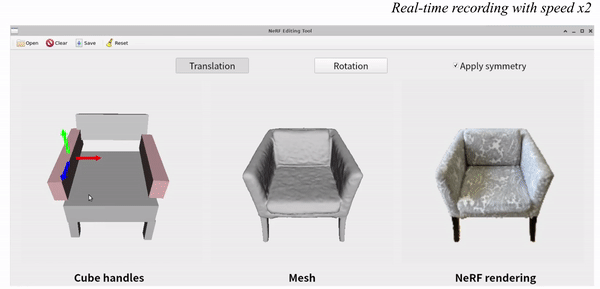 Real-time recording with speed x2
NeRF Editing Tool
Open Clear Save Reset
Translation Rotation Apply symmetry
Cube handles Mesh NeRF rendering